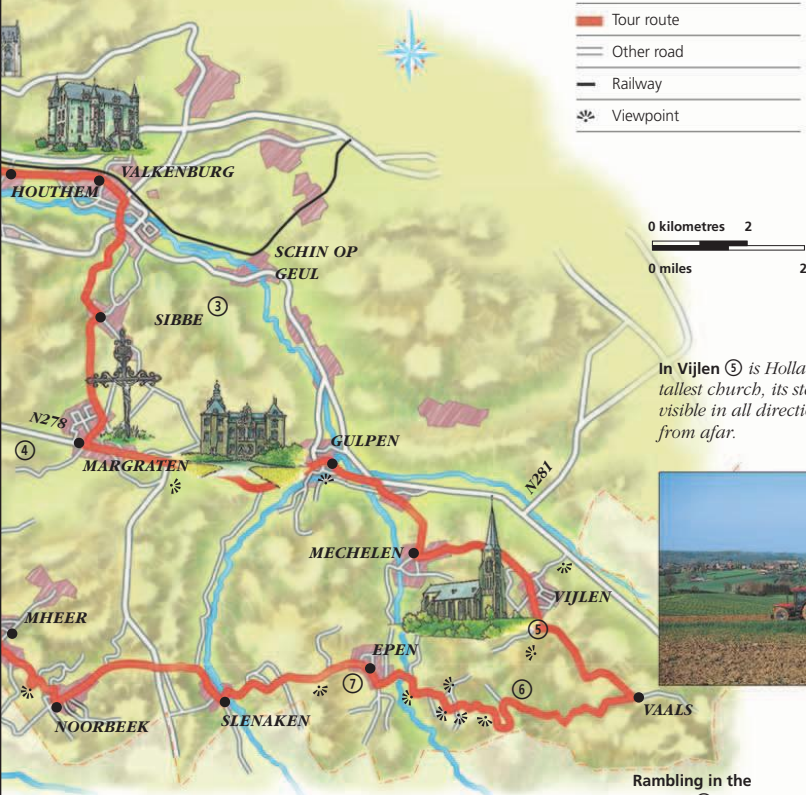 Tour route
Other road
Railway
Viewpoint
0 kilometres 2
0 miles 2
HOUTHEM
VALKENBURG
SCHIN OP
GEUL
SIBBE
③
N278
④
MARGRATEN
GULPEN
N281
MECHELEN
VIJLEN
⑤
MHEER
EPEN
⑦
⑥
NOORBEEK
SLENAKEN
VAALS
In Vijlen ⑤ is Holla
tallest church, its
visible in all
from afar.
Rambling in the